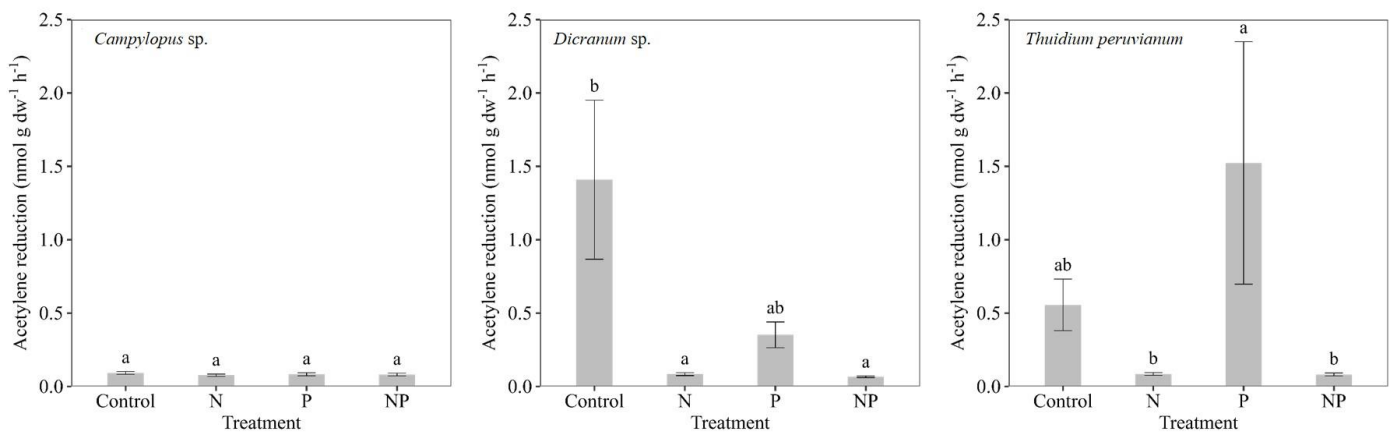 Campylopus sp.
Acetylene reduction (nmol g dw⁻¹ h⁻¹)
2.5
2.0
1.5
1.0
0.5
0.0
a
a
a
a
Control
N
P
NP
Treatment
Dicranum sp.
Acetylene reduction (nmol g dw⁻¹ h⁻¹)
2.5
2.0
1.5
1.0
0.5
0.0
b
a
ab
a
Control
N
P
NP
Treatment
Thuidium peruvianum
Acetylene reduction (nmol g dw⁻¹ h⁻¹)
2.5
2.0
1.5
1.0
0.5
0.0
ab
b
a
b
Control
N
P
NP
Treatment